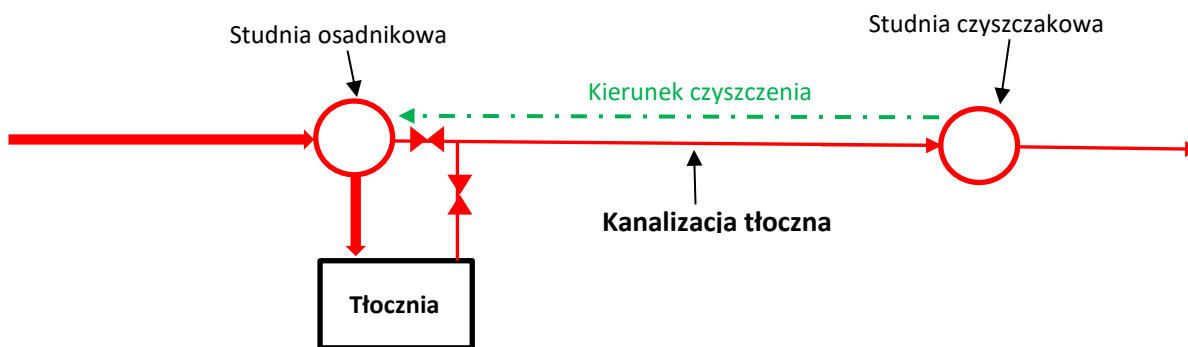 Studnia osadnikowa
Studnia czyszczakowa
Kierunek czyszczenia
Kanalizacja tłoczna
Tłocznia